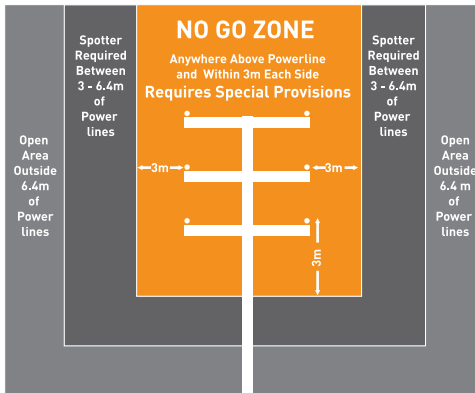 NO GO ZONE
Anywhere Above Powerline
and Within 3m Each Side
Requires Special Provisions
Spotter
Required
Between
3 - 6.4m
of
Power
lines
Spotter
Required
Between
3 - 6.4m
of
Power
lines
Open
Area
Outside
6.4m
of
Power
lines
Open
Area
Outside
6.4 m
of
Power
lines
3m
3m
3m